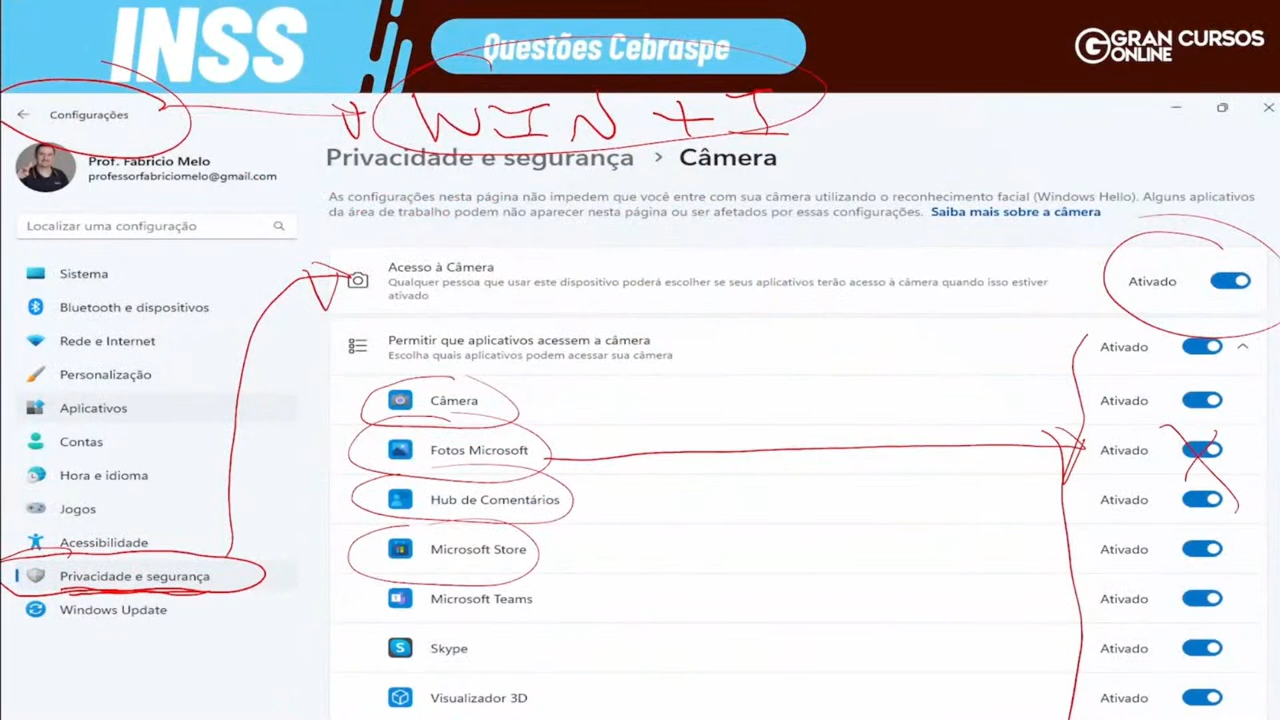 INSS
Questões Cebraspe
GRAN CURSOS
ONLINE
Configurações
WIN + I
Prof. Fabricio Melo
professorfabriciomelo@gmail.com
Localizar uma configuração
Sistema
Bluetooth e dispositivos
Rede e Internet
Personalização
Aplicativos
Contas
Hora e idioma
Jogos
Acessibilidade
Privacidade e segurança
Windows Update
Privacidade e segurança > Câmera
As configurações nesta página não impedem que você entre com sua câmera utilizando o reconhecimento facial (Windows Hello). Alguns aplicativos
da área de trabalho podem não aparecer nesta página ou ser afetados por essas configurações. Saiba mais sobre a câmera
Acesso à Câmera
Qualquer pessoa que usar este dispositivo poderá escolher se seus aplicativos terão acesso à câmera quando isso estiver
ativado
Ativado
Permitir que aplicativos acessem a câmera
Escolha quais aplicativos podem acessar sua câmera
Ativado
Câmera Ativado
Fotos Microsoft Ativado
Hub de Comentários Ativado
Microsoft Store Ativado
Microsoft Teams Ativado
Skype Ativado
Visualizador 3D Ativado